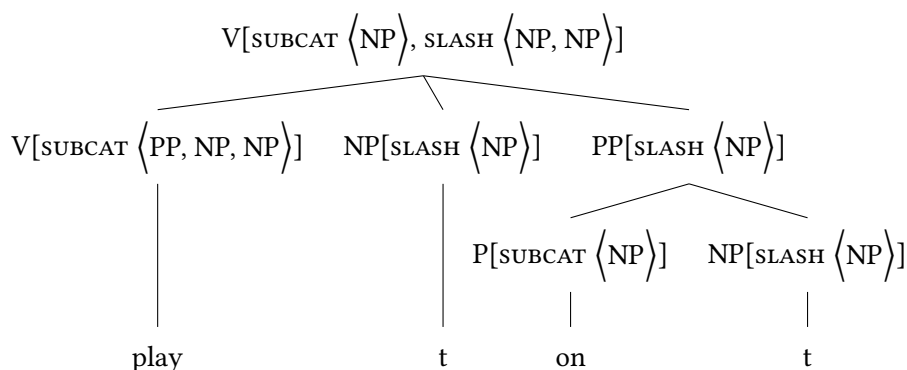 V[SUBCAT ⟨NP⟩, SLASH ⟨NP, NP⟩]
V[SUBCAT ⟨PP, NP, NP⟩] NP[SLASH ⟨NP⟩] PP[SLASH ⟨NP⟩]
P[SUBCAT ⟨NP⟩] NP[SLASH ⟨NP⟩]
play t on t